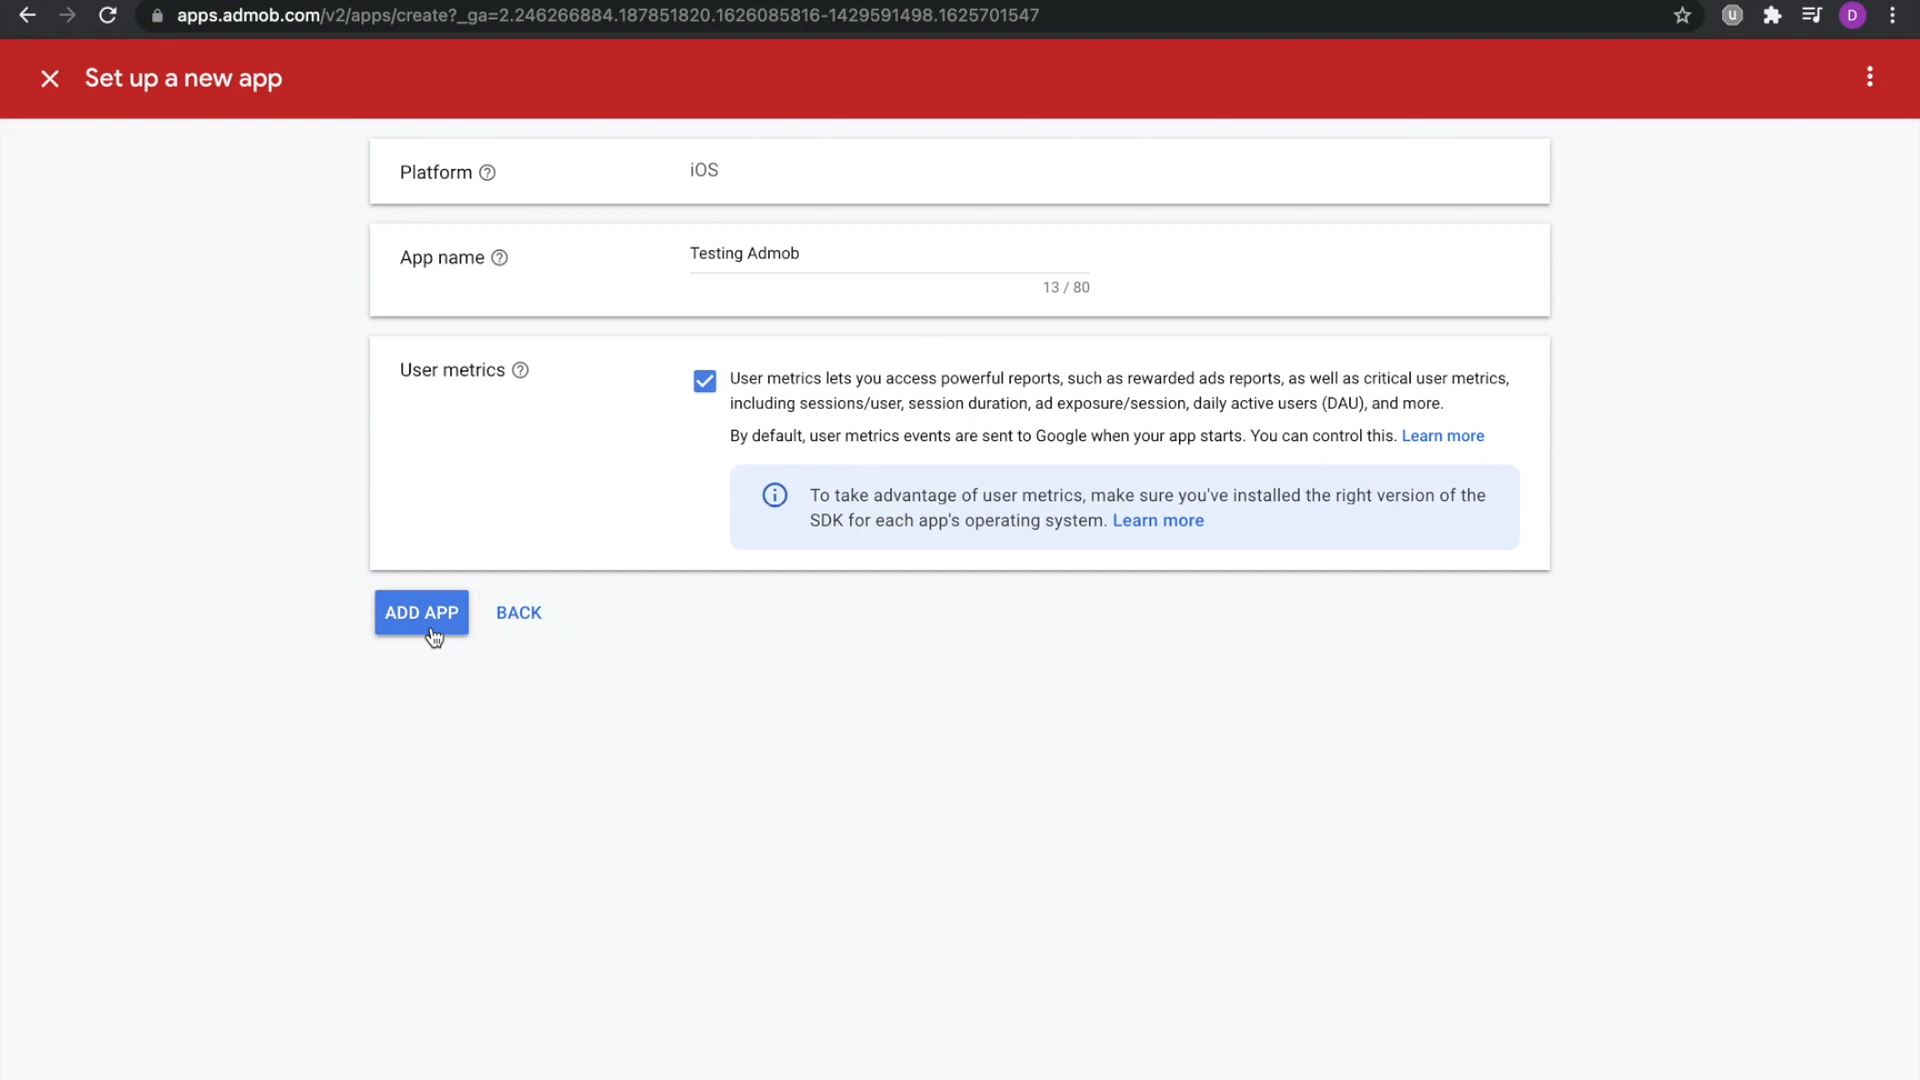 apps.admob.com/v2/apps/create?_ga=2.246266884.187851820.1626085816-1429591498.1625701547
U
D
Set up a new app
Platform
iOS
App name
Testing Admob
13 / 80
User metrics
User metrics lets you access powerful reports, such as rewarded ads reports, as well as critical user metrics,
including sessions/user, session duration, ad exposure/session, daily active users (DAU), and more.
By default, user metrics events are sent to Google when your app starts. You can control this. Learn more
To take advantage of user metrics, make sure you've installed the right version of the
SDK for each app's operating system. Learn more
ADD APP
BACK